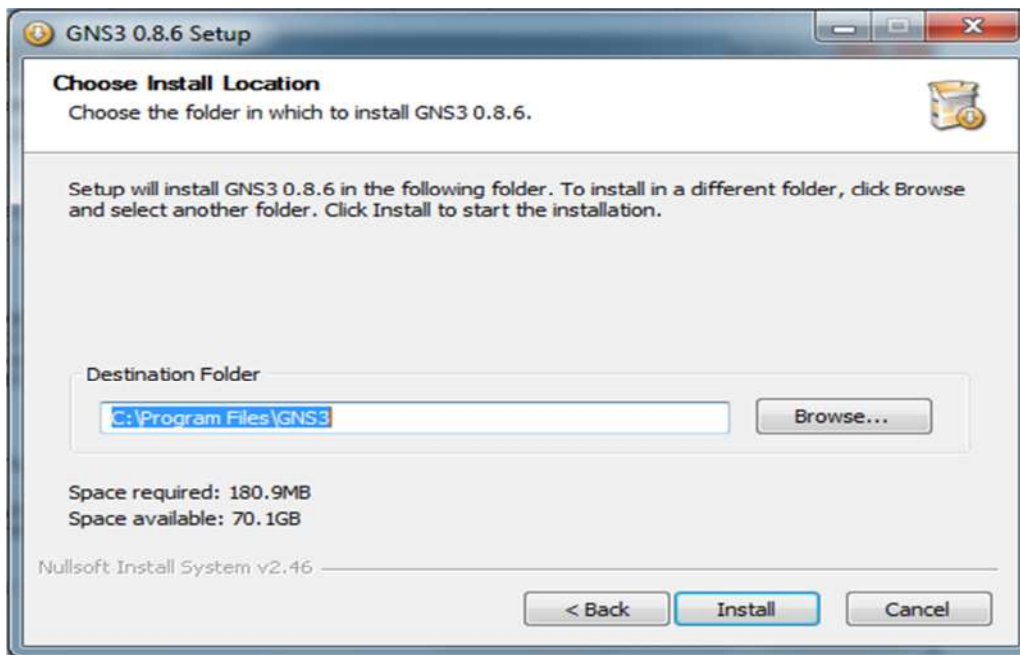 GNS3 0.8.6 Setup
Choose Install Location
Choose the folder in which to install GNS3 0.8.6.
Setup will install GNS3 0.8.6 in the following folder. To install in a different folder, click Browse
and select another folder. Click Install to start the installation.
Destination Folder
C:\Program Files\GNS3
Browse...
Space required: 180.9MB
Space available: 70.1GB
Nullsoft Install System v2.46
< Back
Install
Cancel